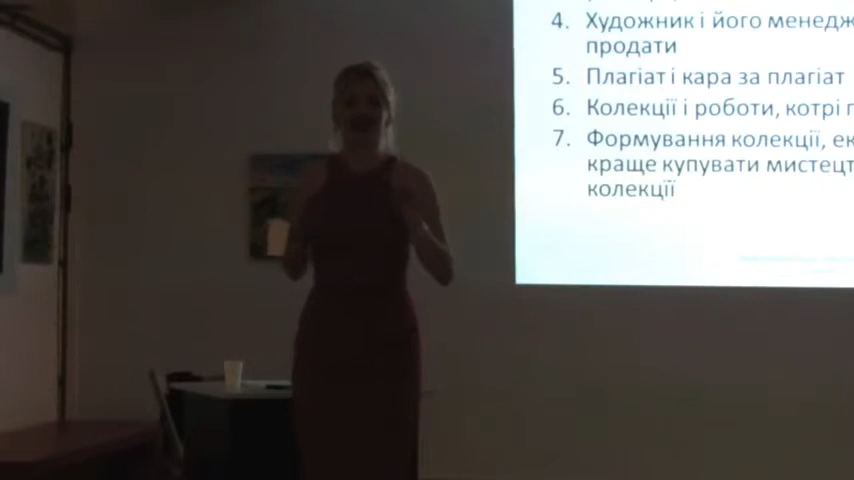 4. Художник і його менедж
продати
5. Плагіат і кара за плагіат
6. Колекції і роботи, котрі
7. Формування колекції, ек
краще купувати мистецт
колекції